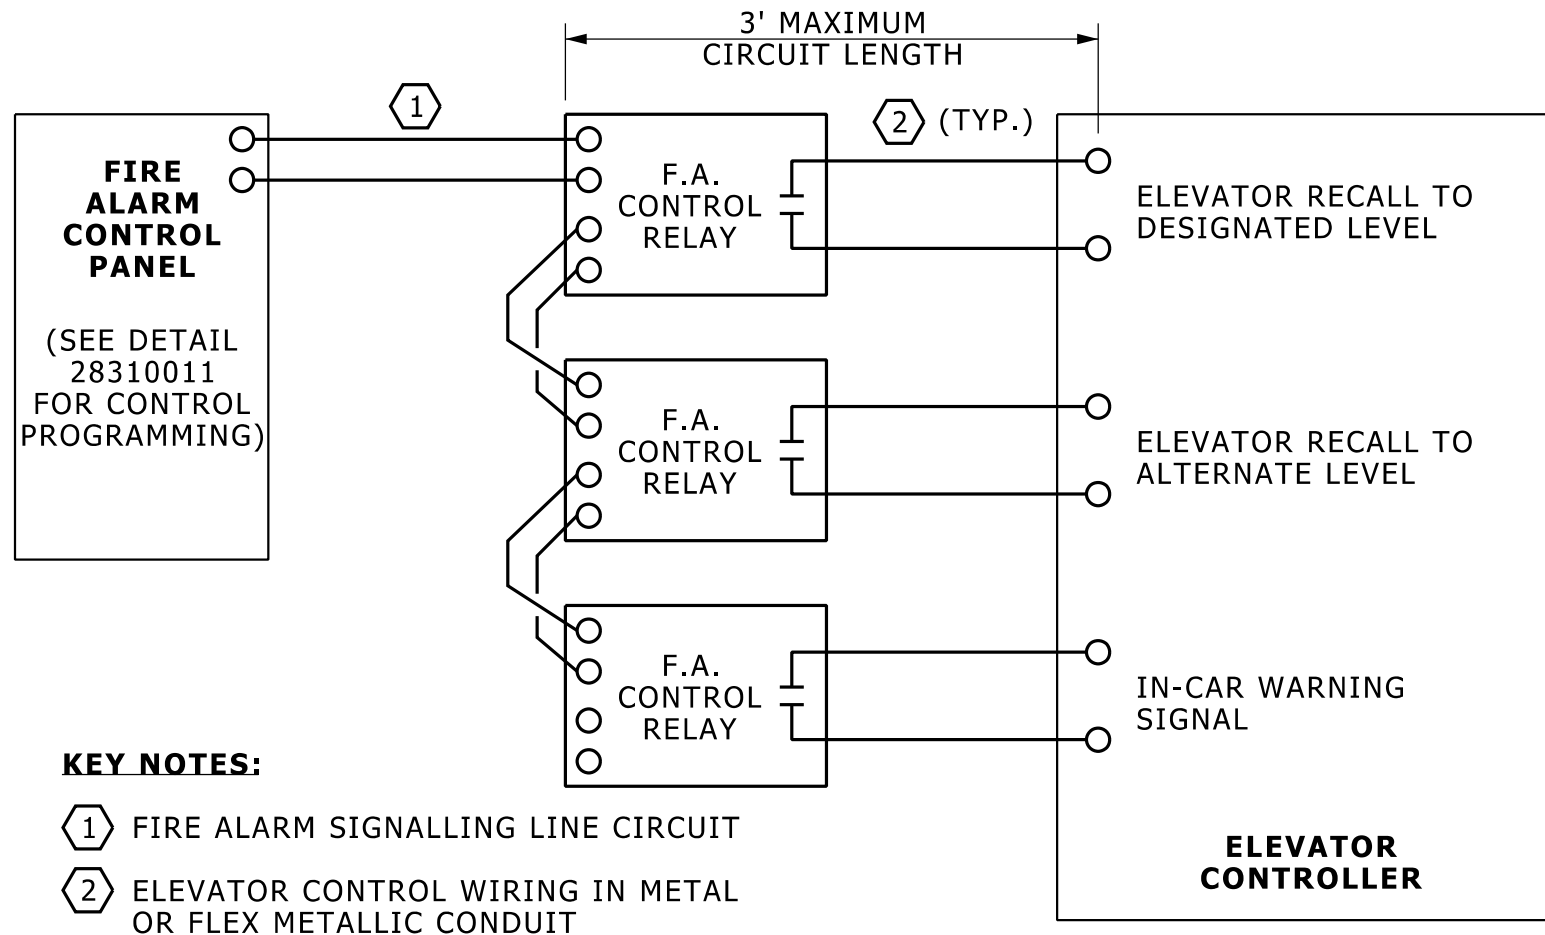 3' MAXIMUM
CIRCUIT LENGTH
1
2 (TYP.)
FIRE
ALARM
CONTROL
PANEL
(SEE DETAIL
28310011
FOR CONTROL
PROGRAMMING)
F.A.
CONTROL
RELAY
ELEVATOR RECALL TO
DESIGNATED LEVEL
F.A.
CONTROL
RELAY
ELEVATOR RECALL TO
ALTERNATE LEVEL
F.A.
CONTROL
RELAY
IN-CAR WARNING
SIGNAL
ELEVATOR
CONTROLLER
KEY NOTES:
1 FIRE ALARM SIGNALLING LINE CIRCUIT
2 ELEVATOR CONTROL WIRING IN METAL
OR FLEX METALLIC CONDUIT